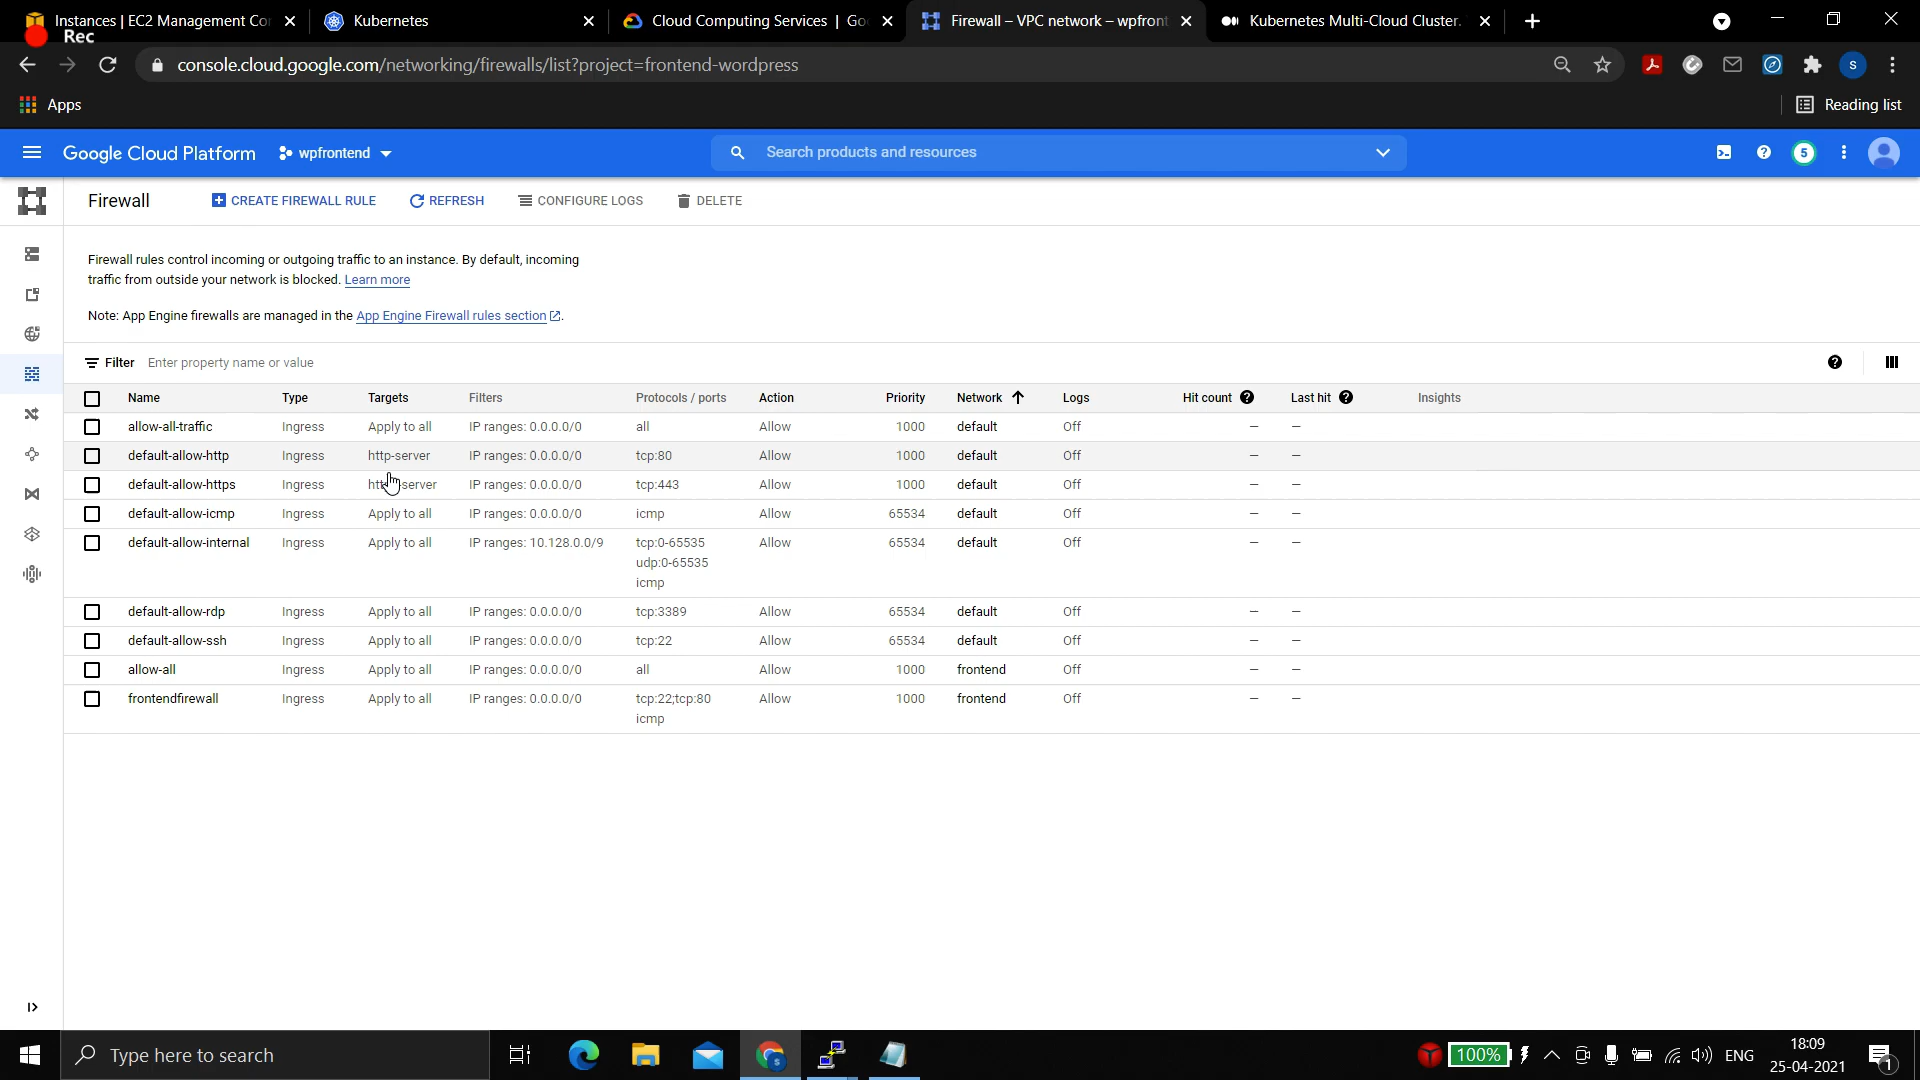 Instances | EC2 Management Co
Kubernetes
Cloud Computing Services | Go
Firewall – VPC network – wpfront
Kubernetes Multi-Cloud Cluster.
Rec
console.cloud.google.com/networking/firewalls/list?project=frontend-wordpress
s
Apps
Reading list
Google Cloud Platform
wpfrontend
Search products and resources
5
Firewall
CREATE FIREWALL RULE
REFRESH
CONFIGURE LOGS
DELETE
Firewall rules control incoming or outgoing traffic to an instance. By default, incoming
traffic from outside your network is blocked. Learn more
Note: App Engine firewalls are managed in the App Engine Firewall rules section.
Filter Enter property name or value
Name Type Targets Filters Protocols / ports Action Priority Network Logs Hit count Last hit Insights
allow-all-traffic Ingress Apply to all IP ranges: 0.0.0.0/0 all Allow 1000 default Off — —
default-allow-http Ingress http-server IP ranges: 0.0.0.0/0 tcp:80 Allow 1000 default Off — —
default-allow-https Ingress IP ranges: 0.0.0.0/0 tcp:443 Allow 1000 default Off — —
default-allow-icmp Ingress Apply to all IP ranges: 0.0.0.0/0 icmp Allow 65534 default Off — —
default-allow-internal Ingress Apply to all IP ranges: 10.128.0.0/9 tcp:0-65535 Allow 65534 default Off — —
udp:0-65535
icmp
default-allow-rdp Ingress Apply to all IP ranges: 0.0.0.0/0 tcp:3389 Allow 65534 default Off — —
default-allow-ssh Ingress Apply to all IP ranges: 0.0.0.0/0 tcp:22 Allow 65534 default Off — —
allow-all Ingress Apply to all IP ranges: 0.0.0.0/0 all Allow 1000 frontend Off — —
frontendfirewall Ingress Apply to all IP ranges: 0.0.0.0/0 tcp:22;tcp:80 Allow 1000 frontend Off — —
icmp
Type here to search
100%
ENG
18:09
25-04-2021
1